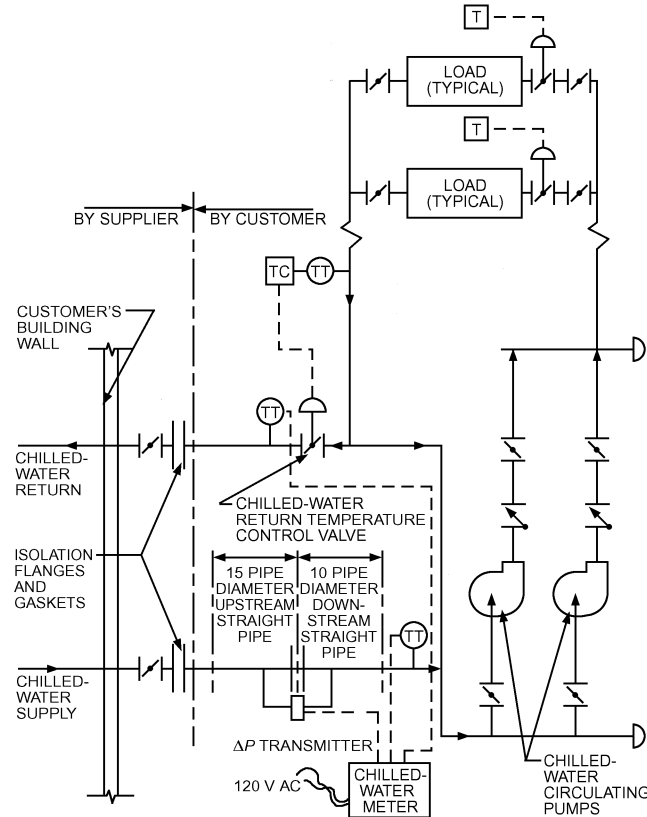 T
LOAD
(TYPICAL)
T
LOAD
(TYPICAL)
BY SUPPLIER
BY CUSTOMER
TC
TT
CUSTOMER'S
BUILDING
WALL
TT
CHILLED-
WATER
RETURN
CHILLED-WATER
RETURN TEMPERATURE
CONTROL VALVE
ISOLATION
FLANGES
AND
GASKETS
15 PIPE
DIAMETER
UPSTREAM
STRAIGHT
PIPE
10 PIPE
DIAMETER
DOWN-
STREAM
STRAIGHT
PIPE
TT
CHILLED-
WATER
SUPPLY
ΔP TRANSMITTER
120 V AC
CHILLED-
WATER
METER
CHILLED-
WATER
CIRCULATING
PUMPS